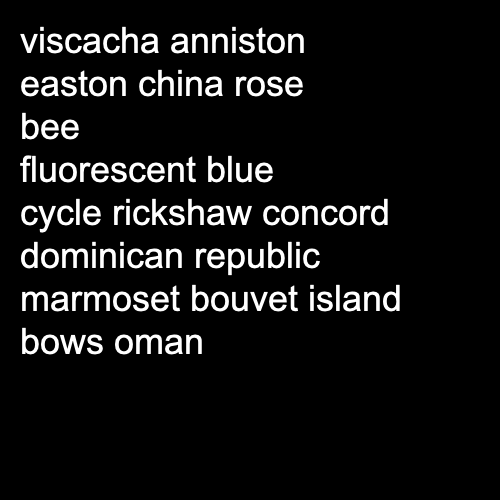 viscacha anniston
easton china rose
bee
fluorescent blue
cycle rickshaw concord
dominican republic
marmoset bouvet island
bows oman